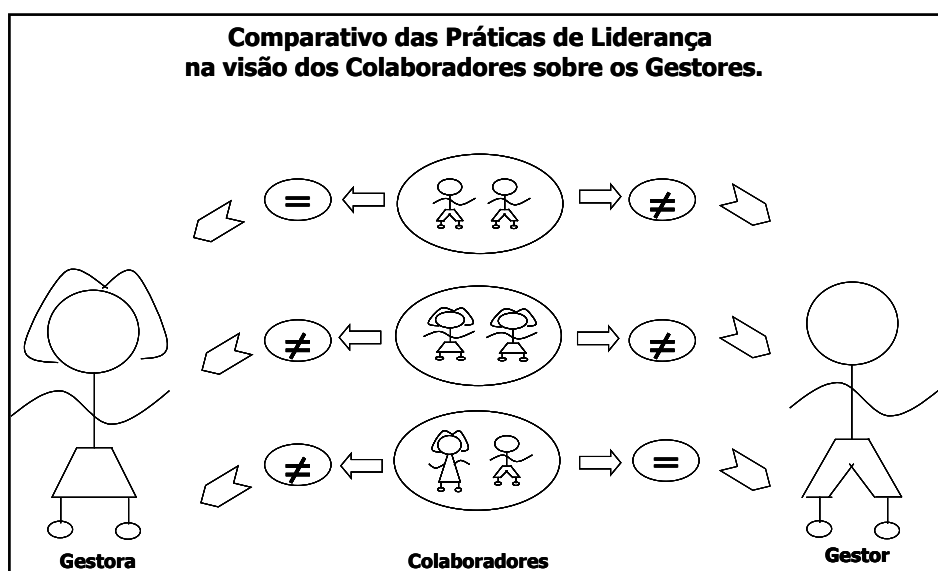 Comparativo das Práticas de Liderança
na visão dos Colaboradores sobre os Gestores.
= ≠
≠ ≠
≠ =
Gestora Colaboradores Gestor